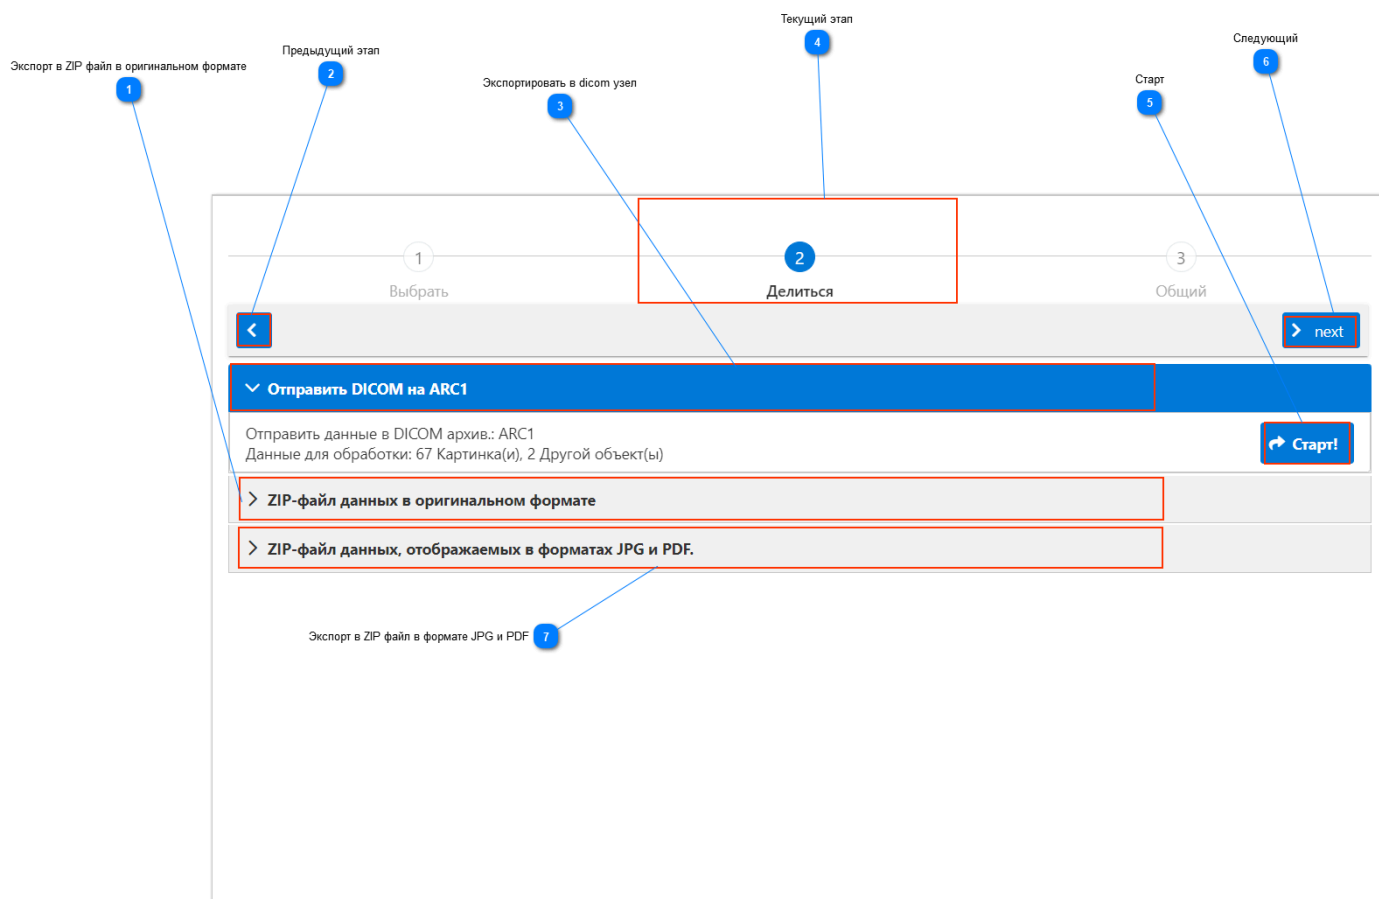 Текущий этап
4
Следующий
6
Предыдущий этап
2
Экспорт в ZIP файл в оригинальном формате
1
Экспортировать в dicom узел
3
Старт
5
1
Выбрать
2
Делиться
3
Общий
next
Отправить DICOM на ARC1
Отправить данные в DICOM архив.: ARC1
Данные для обработки: 67 Картинка(и), 2 Другой объект(ы)
Старт!
ZIP-файл данных в оригинальном формате
ZIP-файл данных, отображаемых в форматах JPG и PDF.
Экспорт в ZIP файл в формате JPG и PDF
7